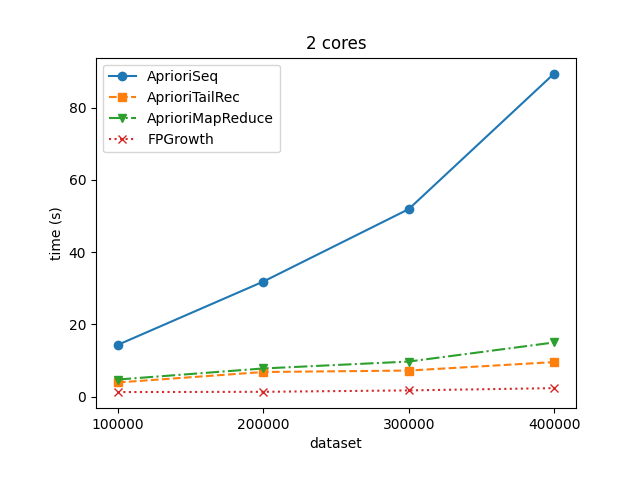 2 cores
AprioriSeq
AprioriTailRec
AprioriMapReduce
FPGrowth
time (s)
80
60
40
20
0
100000 200000 300000 400000
dataset